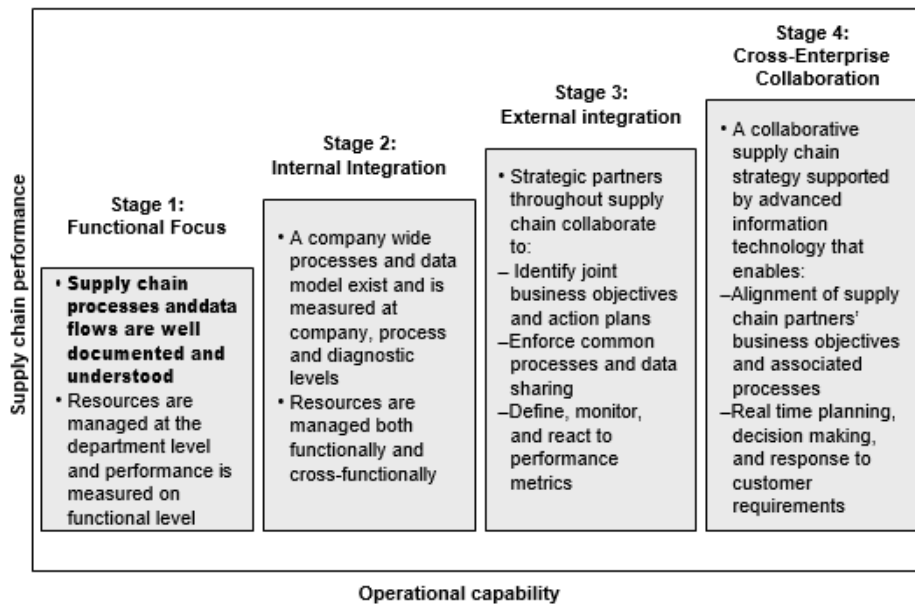 Supply chain performance
Stage 1:
Functional Focus
• Supply chain
processes anddata
flows are well
documented and
understood
• Resources are
managed at the
department level
and performance is
measured on
functional level
Stage 2:
Internal Integration
• A company wide
processes and data
model exist and is
measured at
company, process
and diagnostic
levels
• Resources are
managed both
functionally and
cross-functionally
Stage 3:
External integration
• Strategic partners
throughout supply
chain collaborate
to:
– Identify joint
business objectives
and action plans
–Enforce common
processes and data
sharing
–Define, monitor,
and react to
performance
metrics
Stage 4:
Cross-Enterprise
Collaboration
• A collaborative
supply chain
strategy supported
by advanced
information
technology that
enables:
–Alignment of supply
chain partners’
business objectives
and associated
processes
–Real time planning,
decision making,
and response to
customer
requirements
Operational capability